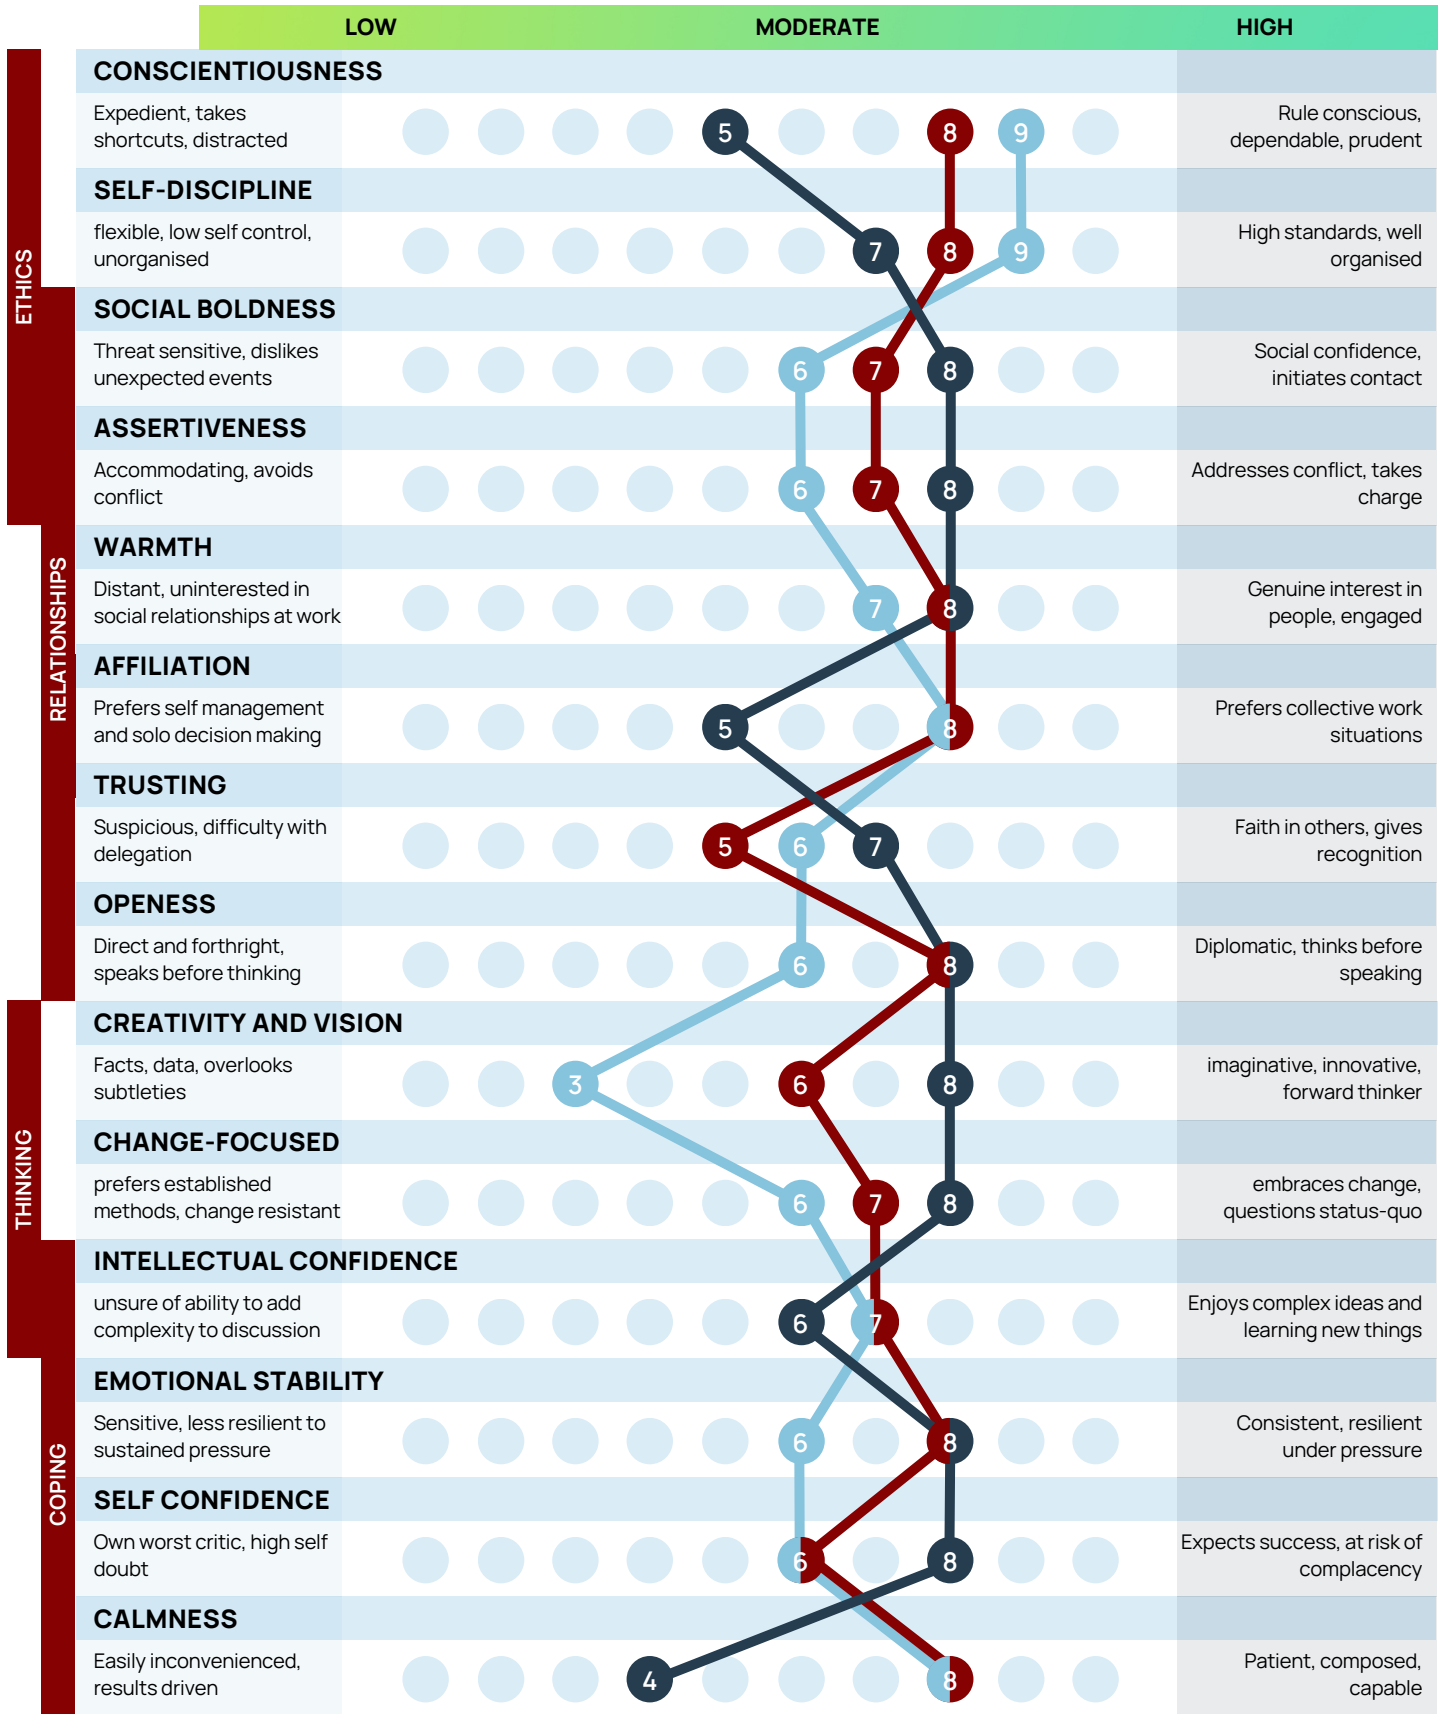 LOW MODERATE HIGH
ETHICS
RELATIONSHIPS
THINKING
COPING
CONSCIENTIOUSNESS
Expedient, takes
shortcuts, distracted
5 8 9
Rule conscious,
dependable, prudent
SELF-DISCIPLINE
flexible, low self control,
unorganised
7 8 9
High standards, well
organised
SOCIAL BOLDNESS
Threat sensitive, dislikes
unexpected events
6 7 8
Social confidence,
initiates contact
ASSERTIVENESS
Accommodating, avoids
conflict
6 7 8
Addresses conflict, takes
charge
WARMTH
Distant, uninterested in
social relationships at work
7 8
Genuine interest in
people, engaged
AFFILIATION
Prefers self management
and solo decision making
5 8
Prefers collective work
situations
TRUSTING
Suspicious, difficulty with
delegation
5 6 7
Faith in others, gives
recognition
OPENESS
Direct and forthright,
speaks before thinking
6 8
Diplomatic, thinks before
speaking
CREATIVITY AND VISION
Facts, data, overlooks
subtleties
3 6 8
imaginative, innovative,
forward thinker
CHANGE-FOCUSED
prefers established
methods, change resistant
6 7 8
embraces change,
questions status-quo
INTELLECTUAL CONFIDENCE
unsure of ability to add
complexity to discussion
6 7
Enjoys complex ideas and
learning new things
EMOTIONAL STABILITY
Sensitive, less resilient to
sustained pressure
6 8
Consistent, resilient
under pressure
SELF CONFIDENCE
Own worst critic, high self
doubt
6 8
Expects success, at risk of
complacency
CALMNESS
Easily inconvenienced,
results driven
4 8
Patient, composed,
capable